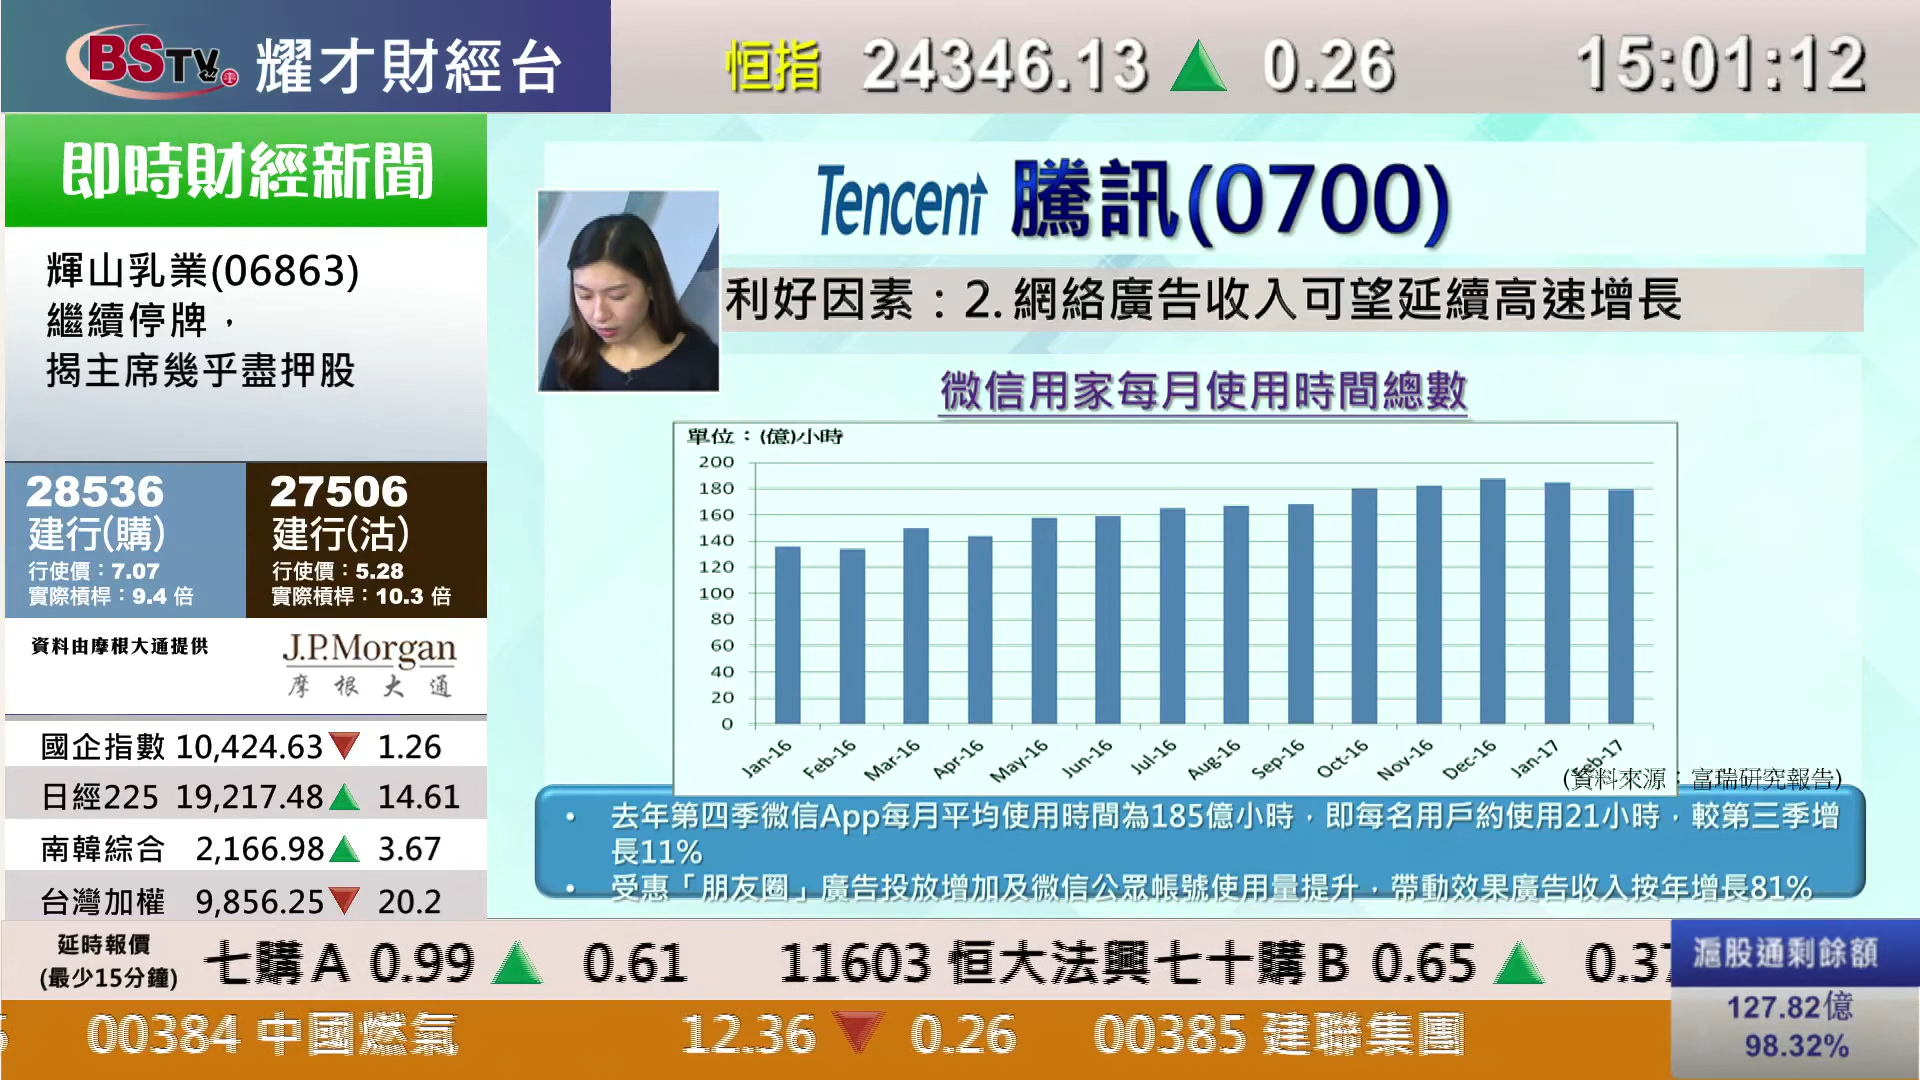 BSTV 耀才財經台
恒指 24346.13 ▲ 0.26
15:01:12
即時財經新聞
輝山乳業(06863)
繼續停牌，
揭主席幾乎盡押股
28536
建行(購)
行使價：7.07
實際槓桿：9.4 倍
27506
建行(沽)
行使價：5.28
實際槓桿：10.3 倍
資料由摩根大通提供
J.P.Morgan
摩根大通
國企指數 10,424.63 ▼ 1.26
日經225 19,217.48 ▲ 14.61
南韓綜合 2,166.98 ▲ 3.67
台灣加權 9,856.25 ▼ 20.2
Tencent 騰訊(0700)
利好因素：2. 網絡廣告收入可望延續高速增長
微信用家每月使用時間總數
單位：(億)小時
200
180
160
140
120
100
80
60
40
20
0
Jan-16 Feb-16 Mar-16 Apr-16 May-16 Jun-16 Jul-16 Aug-16 Sep-16 Oct-16 Nov-16 Dec-16 Jan-17 Feb-17
(資料來源：富瑞研究報告)
• 去年第四季微信App每月平均使用時間為185億小時，即每名用戶約使用21小時，較第三季增
長11%
• 受惠「朋友圈」廣告投放增加及微信公眾帳號使用量提升，帶動效果廣告收入按年增長81%
延時報價
(最少15分鐘)
七購A 0.99 ▲ 0.61 11603 恒大法興七十購B 0.65 ▲ 0.37
00384 中國燃氣 12.36 ▼ 0.26 00385 建聯集團
滬股通剩餘額
127.82億
98.32%